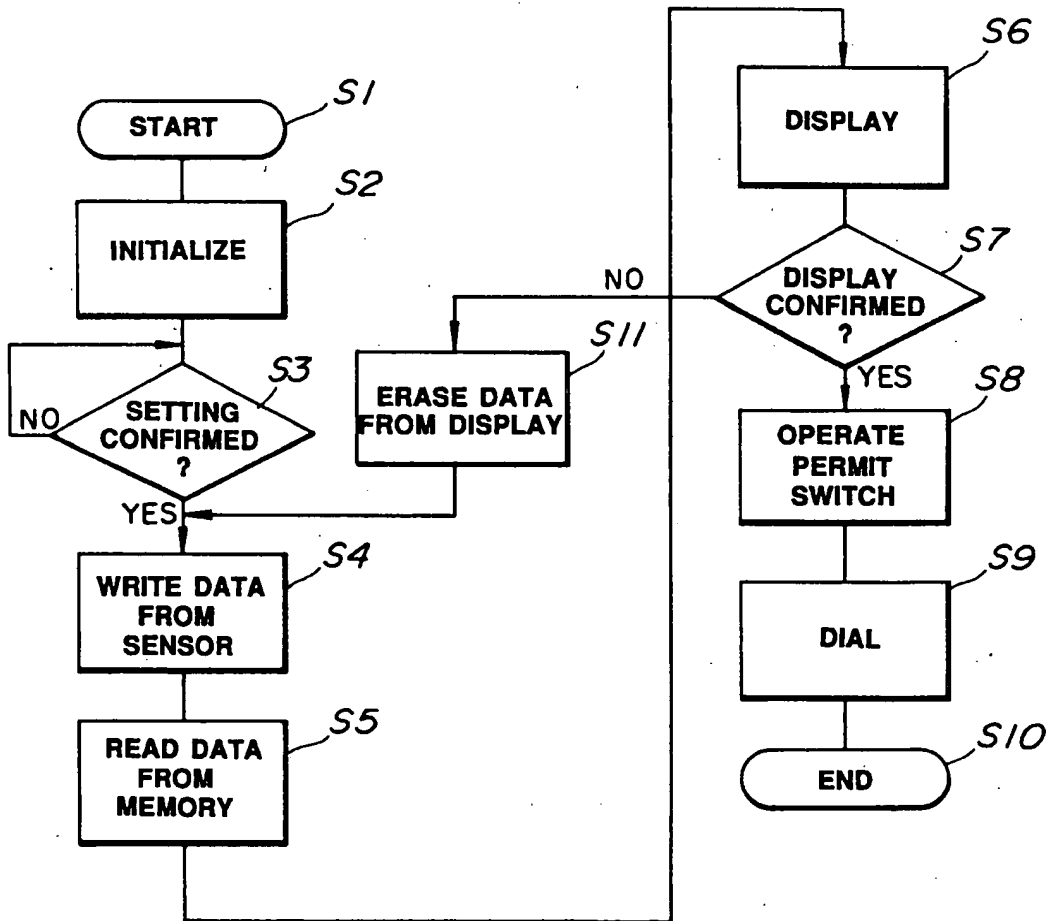 START
S1
INITIALIZE
S2
SETTING
CONFIRMED
?
S3
NO
YES
WRITE DATA
FROM
SENSOR
S4
READ DATA
FROM
MEMORY
S5
DISPLAY
S6
DISPLAY
CONFIRMED
?
S7
NO
YES
ERASE DATA
FROM DISPLAY
S11
OPERATE
PERMIT
SWITCH
S8
DIAL
S9
END
S10